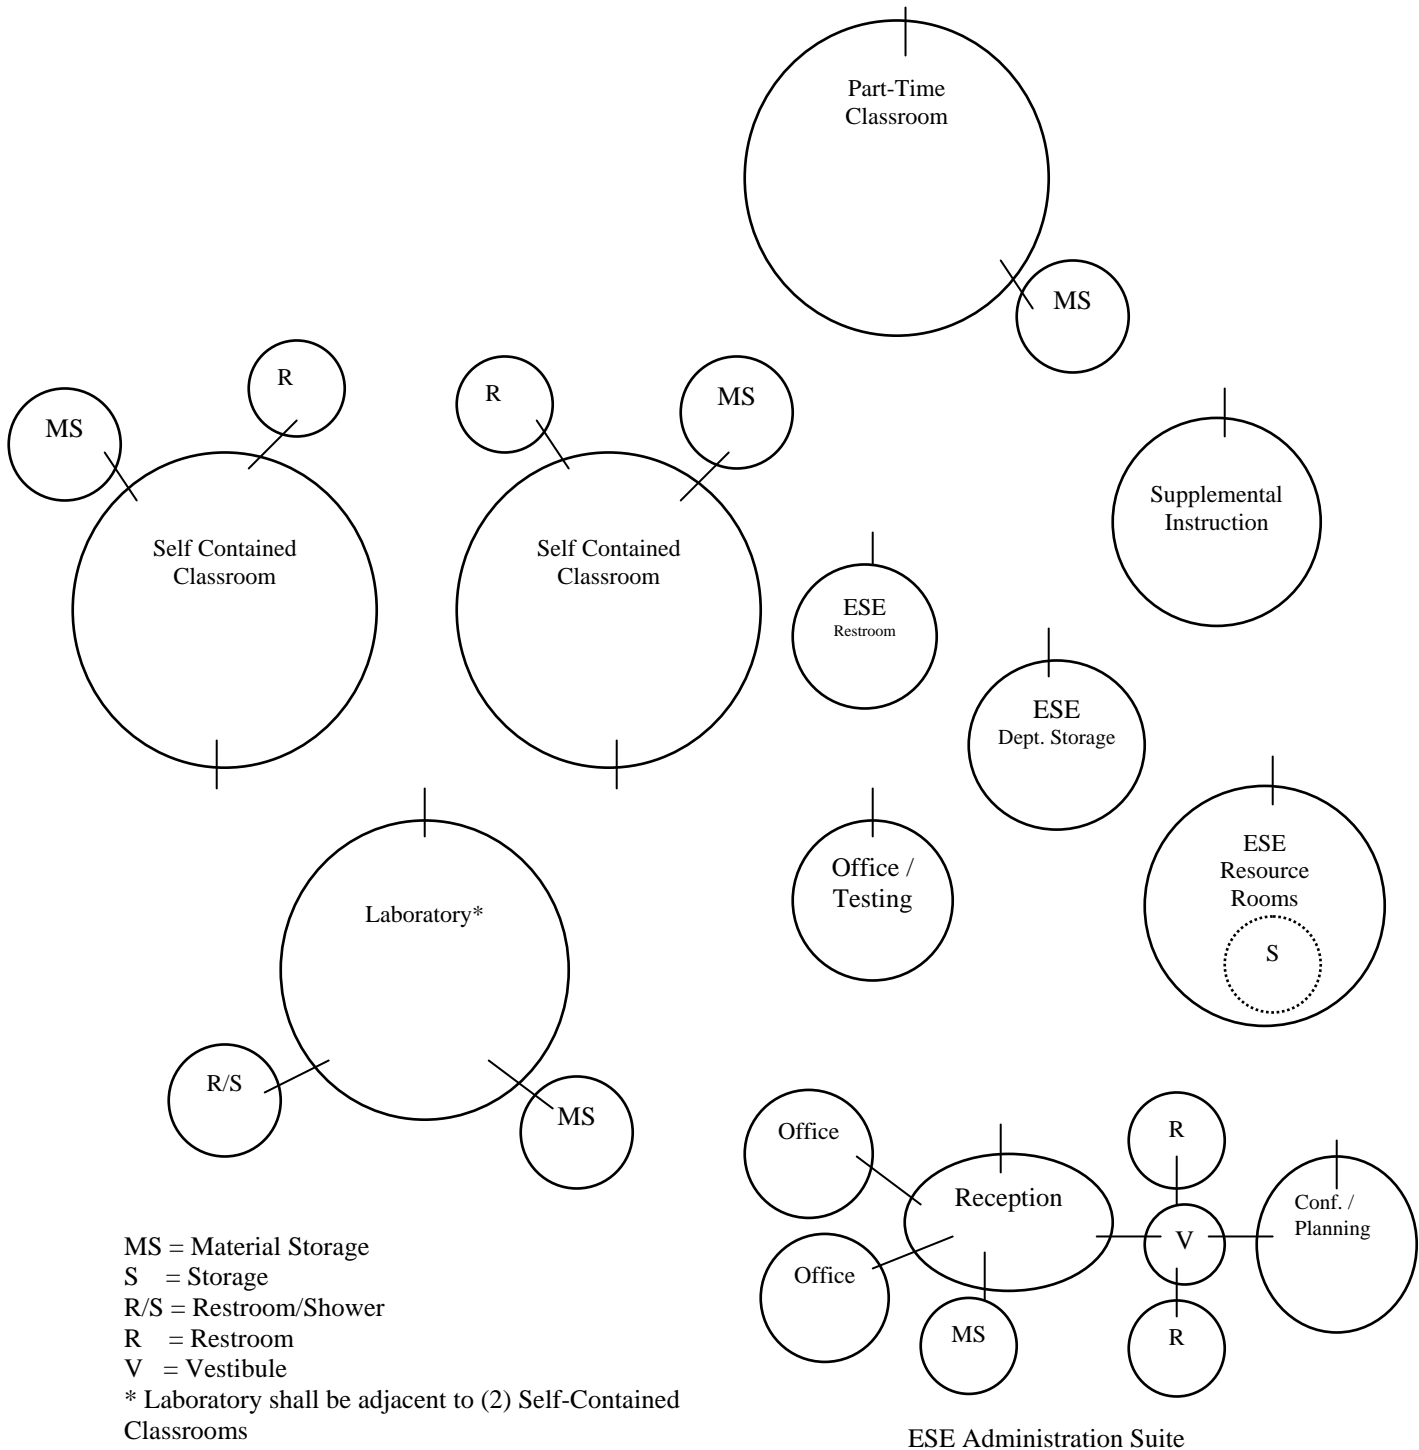 Part-Time
Classroom
MS
R
MS
R
MS
Supplemental
Instruction
Self Contained
Classroom
Self Contained
Classroom
ESE
Restroom
ESE
Dept. Storage
Office /
Testing
ESE
Resource
Rooms
S
Laboratory*
R/S
MS
Office
R
Reception
Conf. /
Planning
V
Office
MS
R
MS = Material Storage
S = Storage
R/S = Restroom/Shower
R = Restroom
V = Vestibule
* Laboratory shall be adjacent to (2) Self-Contained
Classrooms
ESE Administration Suite